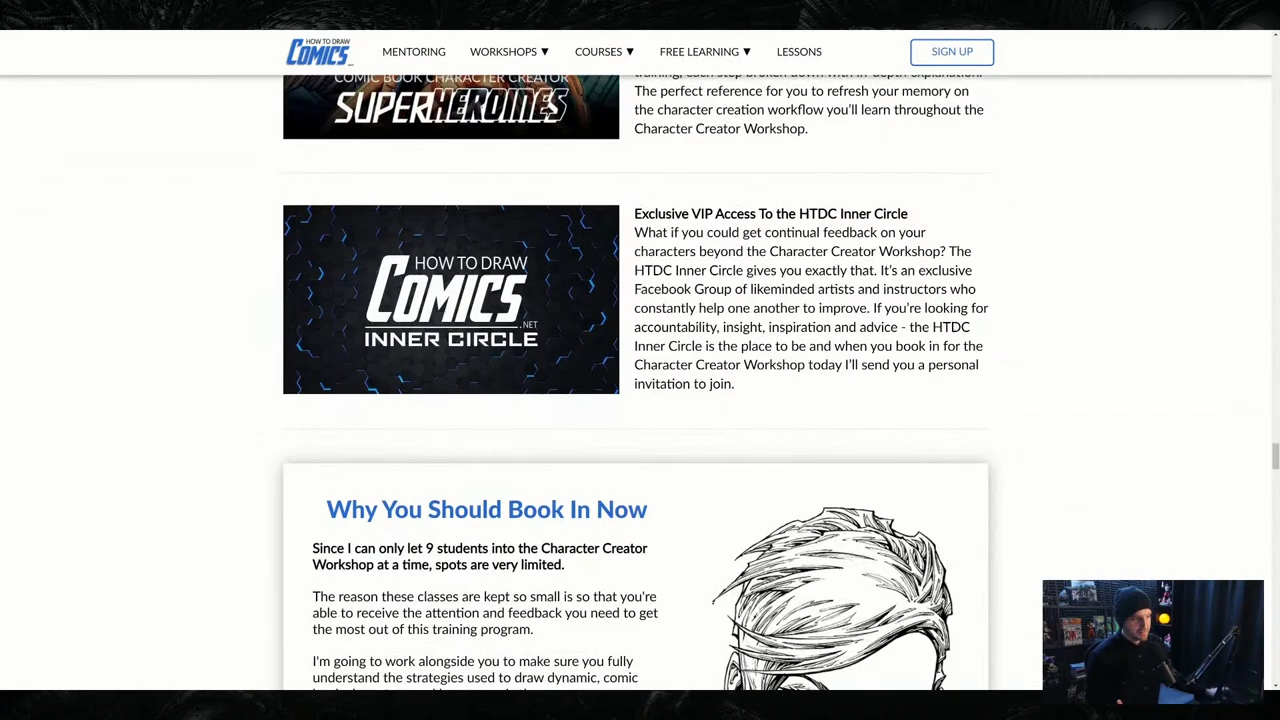 HOW TO DRAW
COMICS
MENTORING
WORKSHOPS ▼
COURSES ▼
FREE LEARNING ▼
LESSONS
SIGN UP
COMIC BOOK CHARACTER CREATOR
SUPERHEROINES
training, each step broken down with in-depth explanation.
The perfect reference for you to refresh your memory on
the character creation workflow you'll learn throughout the
Character Creator Workshop.
HOW TO DRAW
COMICS
.NET
INNER CIRCLE
Exclusive VIP Access To the HTDC Inner Circle
What if you could get continual feedback on your
characters beyond the Character Creator Workshop? The
HTDC Inner Circle gives you exactly that. It's an exclusive
Facebook Group of likeminded artists and instructors who
constantly help one another to improve. If you're looking for
accountability, insight, inspiration and advice - the HTDC
Inner Circle is the place to be and when you book in for the
Character Creator Workshop today I'll send you a personal
invitation to join.
Why You Should Book In Now
Since I can only let 9 students into the Character Creator
Workshop at a time, spots are very limited.
The reason these classes are kept so small is so that you're
able to receive the attention and feedback you need to get
the most out of this training program.
I'm going to work alongside you to make sure you fully
understand the strategies used to draw dynamic, comic